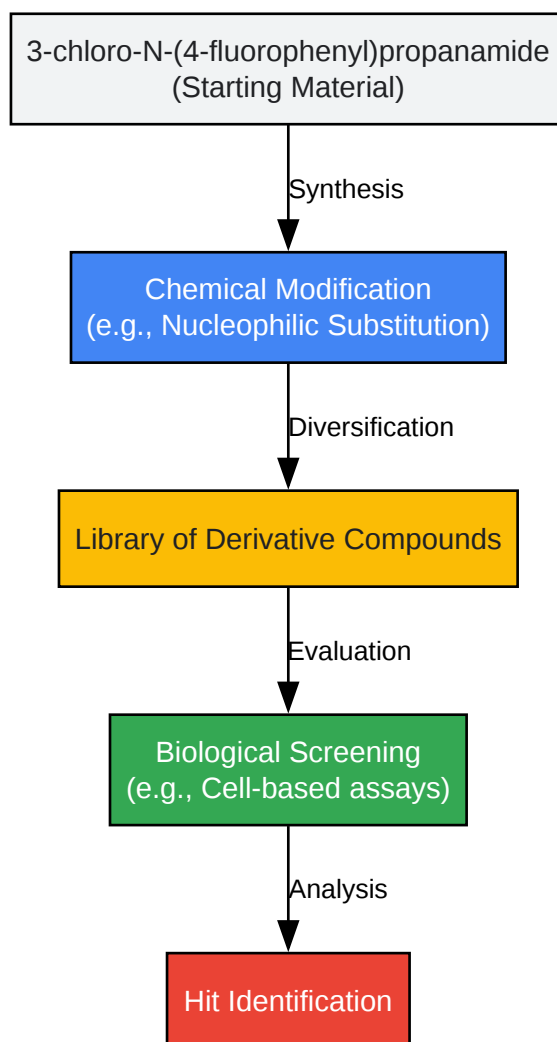 3-chloro-N-(4-fluorophenyl)propanamide
(Starting Material)
Synthesis
Chemical Modification
(e.g., Nucleophilic Substitution)
Diversification
Library of Derivative Compounds
Evaluation
Biological Screening
(e.g., Cell-based assays)
Analysis
Hit Identification